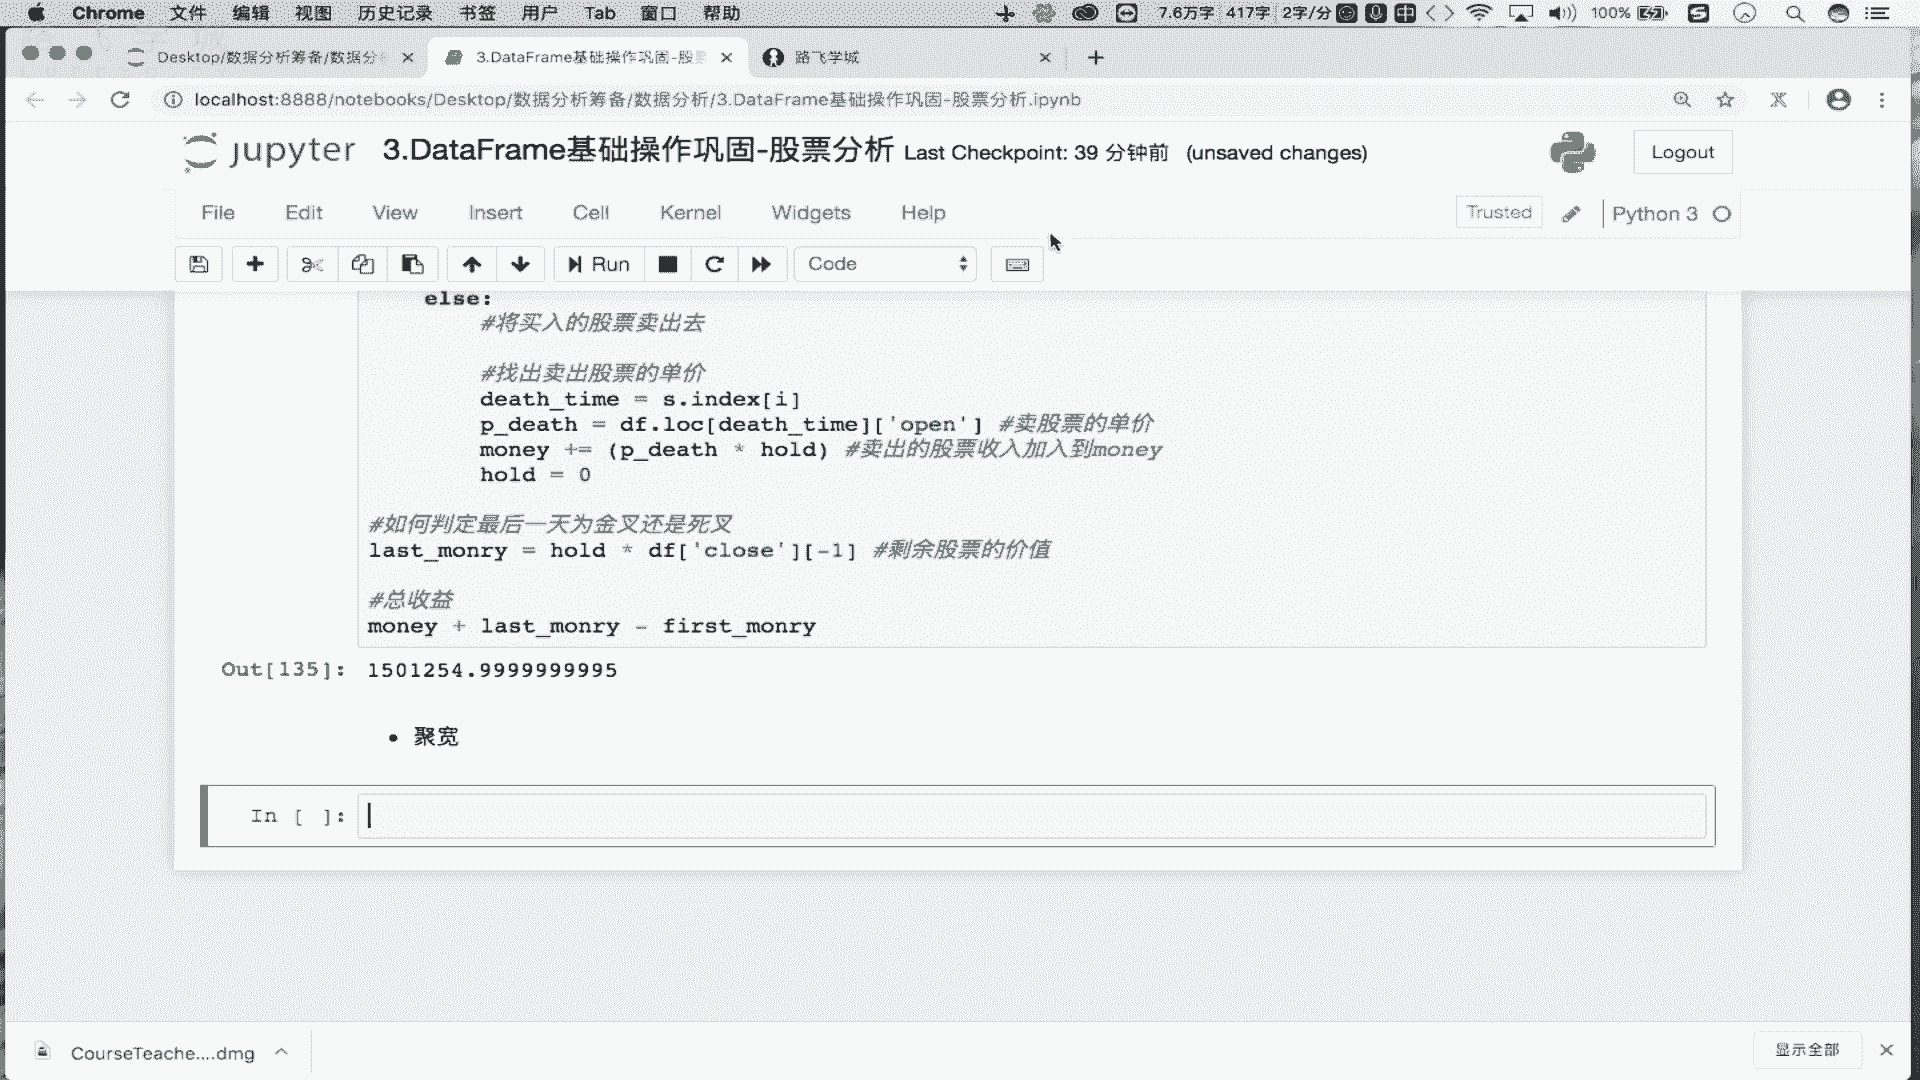 Chrome 文件 编辑 视图 历史记录 书签 用户 Tab 窗口 帮助 7.6万字 417字 2字/分 中 100%
Desktop/数据分析筹备/数据分 3.DataFrame基础操作巩固-股 路飞学城
localhost:8888/notebooks/Desktop/数据分析筹备/数据分析/3.DataFrame基础操作巩固-股票分析.ipynb
jupyter 3.DataFrame基础操作巩固-股票分析 Last Checkpoint: 39 分钟前 (unsaved changes) Logout
File Edit View Insert Cell Kernel Widgets Help Trusted Python 3
Run Code
else:
#将买入的股票卖出去
#找出卖出股票的单价
death_time = s.index[i]
p_death = df.loc[death_time]['open'] #卖股票的单价
money += (p_death * hold) #卖出的股票收入加入到money
hold = 0
#如何判定最后一天为金叉还是死叉
last_monry = hold * df['close'][-1] #剩余股票的价值
#总收益
money + last_monry - first_monry
Out[135]: 1501254.9999999995
• 聚宽
In [ ]:
CourseTeache....dmg 显示全部